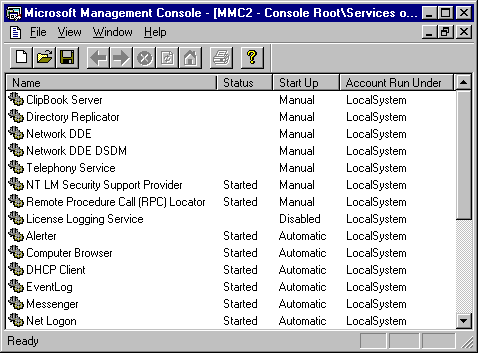 Microsoft Management Console - [MMC2 - Console Root\Services o...
File View Window Help
Name Status Start Up Account Run Under
ClipBook Server Manual LocalSystem
Directory Replicator Manual LocalSystem
Network DDE Manual LocalSystem
Network DDE DSDM Manual LocalSystem
Telephony Service Manual LocalSystem
NT LM Security Support Provider Started Manual LocalSystem
Remote Procedure Call (RPC) Locator Started Manual LocalSystem
License Logging Service Disabled LocalSystem
Alerter Started Automatic LocalSystem
Computer Browser Started Automatic LocalSystem
DHCP Client Started Automatic LocalSystem
EventLog Started Automatic LocalSystem
Messenger Started Automatic LocalSystem
Net Logon Started Automatic LocalSystem
Ready